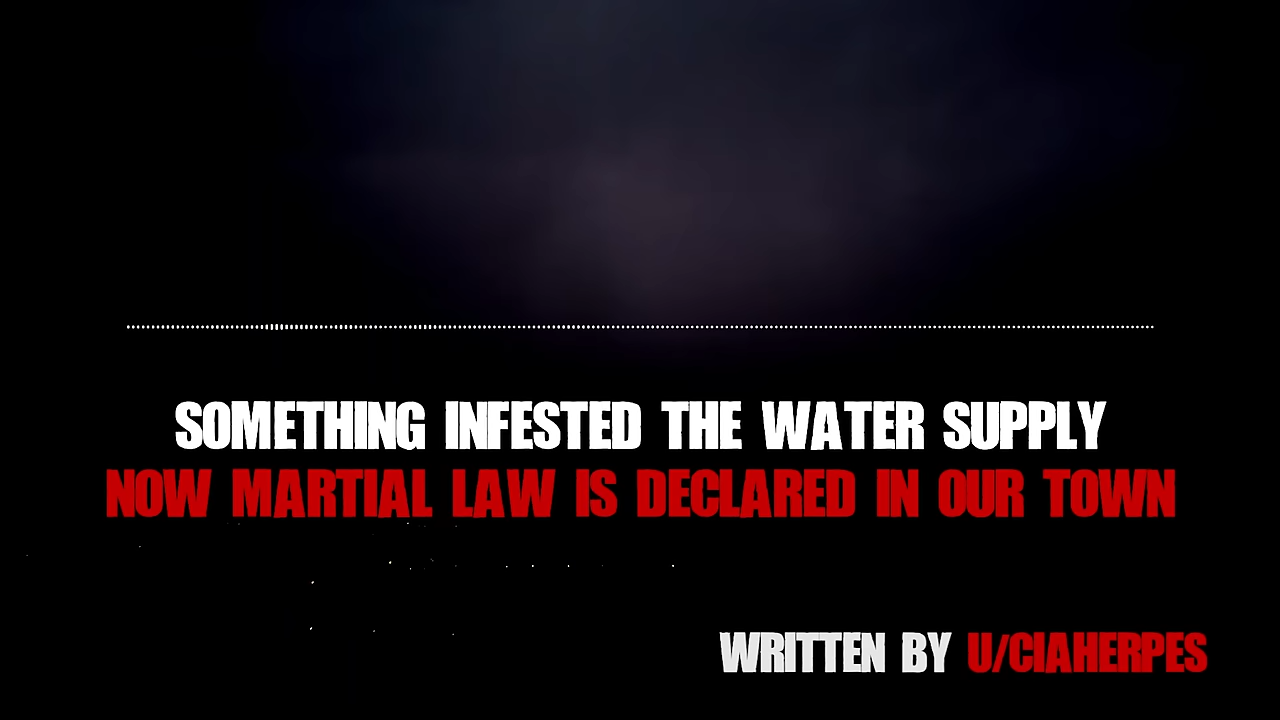 SOMETHING INFESTED THE WATER SUPPLY
NOW MARTIAL LAW IS DECLARED IN OUR TOWN
WRITTEN BY U/CIAHERPES